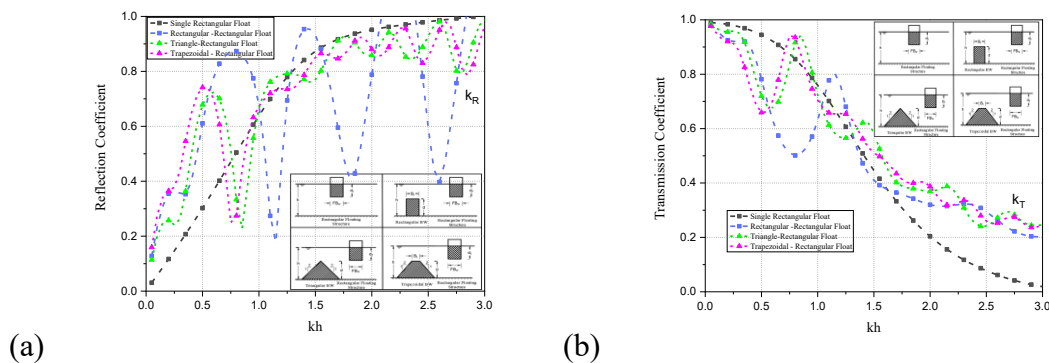 1.0
0.8
0.6
0.4
0.2
0.0
Reflection Coefficient
Single Rectangular Float
Rectangular -Rectangular Float
Triangle-Rectangular Float
Trapezoidal - Rectangular Float
kR
Rectangular Floating
Structure
Rectangular BW
Rectangular Floating
Structure
Triangular BW
Rectangular Floating
Structure
Trapezoidal BW
Rectangular Floating
Structure
0.0 0.5 1.0 1.5 2.0 2.5 3.0
kh
(a)
1.0
0.8
0.6
0.4
0.2
0.0
Transmission Coefficient
Rectangular Floating
Structure
Rectangular BW
Rectangular Floating
Structure
Triangular BW
Rectangular Floating
Structure
Trapezoidal BW
Rectangular Floating
Structure
kT
Single Rectangular Float
Rectangular -Rectangular Float
Triangle-Rectangular Float
Trapezoidal - Rectangular Float
0.0 0.5 1.0 1.5 2.0 2.5 3.0
kh
(b)